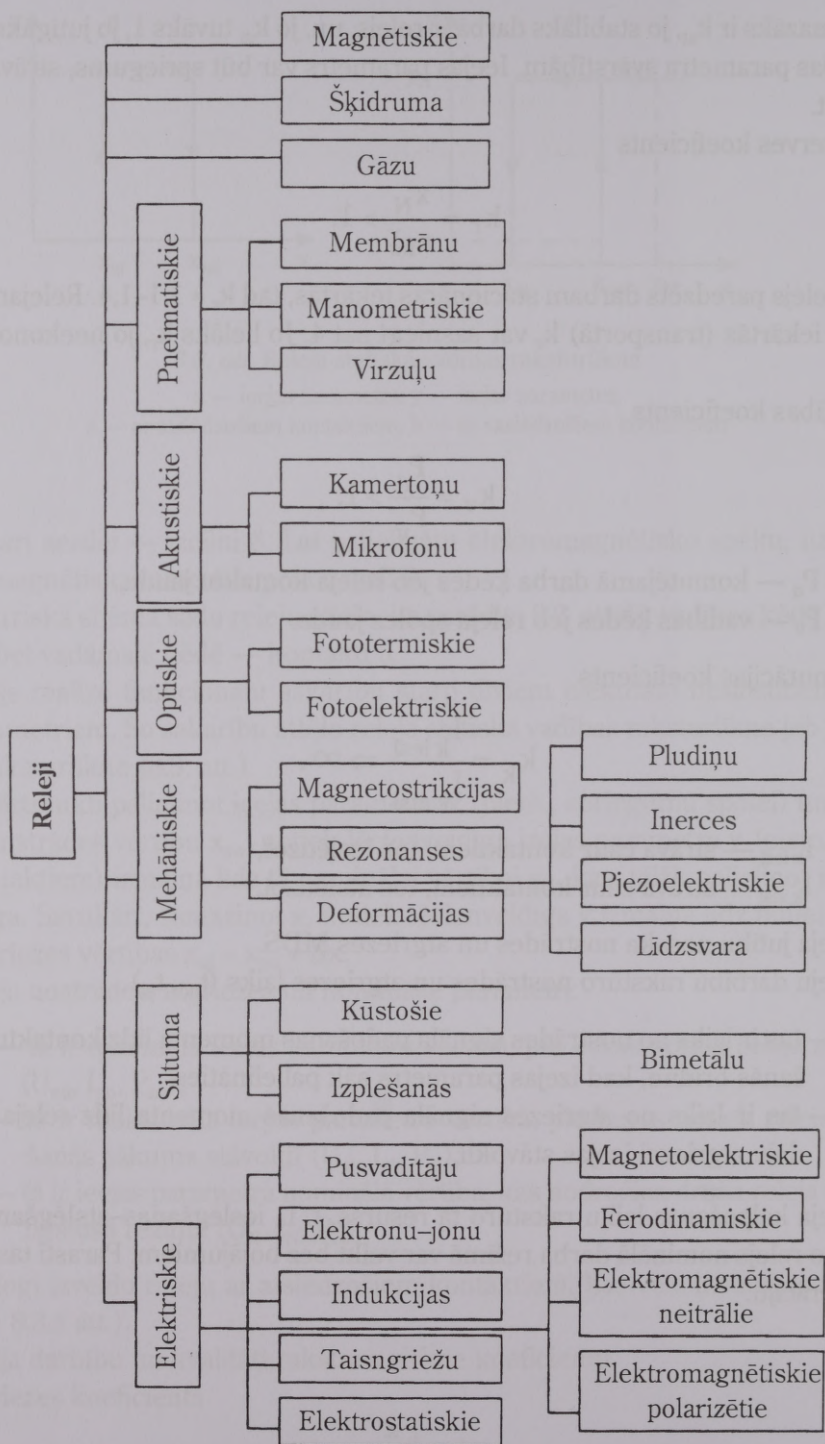 Releji
Magnētiskie
Šķidruma
Gāzu
Pneimatiskie
Membrānu
Manometriskie
Virzuļu
Akustiskie
Kamertoņu
Mikrofonu
Optiskie
Fototermiskie
Fotoelektriskie
Mehāniskie
Magnetostrikcijas
Rezonanses
Deformācijas
Pludiņu
Inerces
Pjezoelektriskie
Līdzsvara
Siltuma
Kūstošie
Izplešanās
Bimetālu
Elektriskie
Pusvadītāju
Elektronu–jonu
Indukcijas
Taisngriežu
Elektrostatiskie
Magnetoelektriskie
Ferodinamiskie
Elektromagnētiskie
neitrālie
Elektromagnētiskie
polarizētie